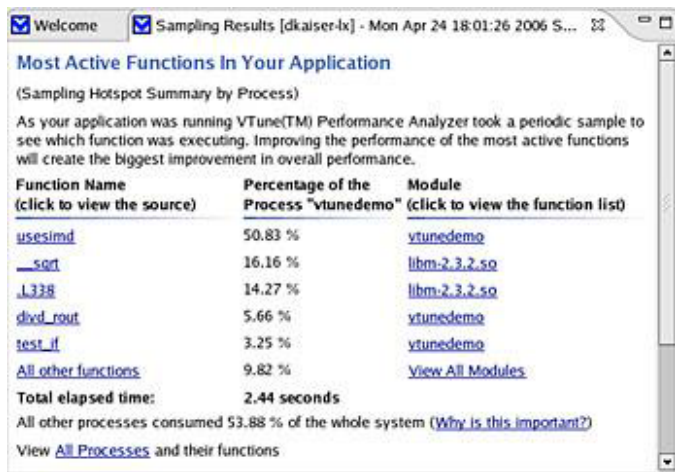 Welcome
Sampling Results [dkaiser-lx] - Mon Apr 24 18:01:26 2006 S...
Most Active Functions In Your Application
(Sampling Hotspot Summary by Process)
As your application was running VTune(TM) Performance Analyzer took a periodic sample to
see which function was executing. Improving the performance of the most active functions
will create the biggest improvement in overall performance.
Function Name Percentage of the Module
(click to view the source) Process "vtunedemo" (click to view the function list)
usesimd 50.83 % vtunedemo
__sqrt 16.16 % libm-2.3.2.so
.L338 14.27 % libm-2.3.2.so
divd_rout 5.66 % vtunedemo
test_if 3.25 % vtunedemo
All other functions 9.82 % View All Modules
Total elapsed time: 2.44 seconds
All other processes consumed 53.88 % of the whole system (Why is this important?)
View All Processes and their functions